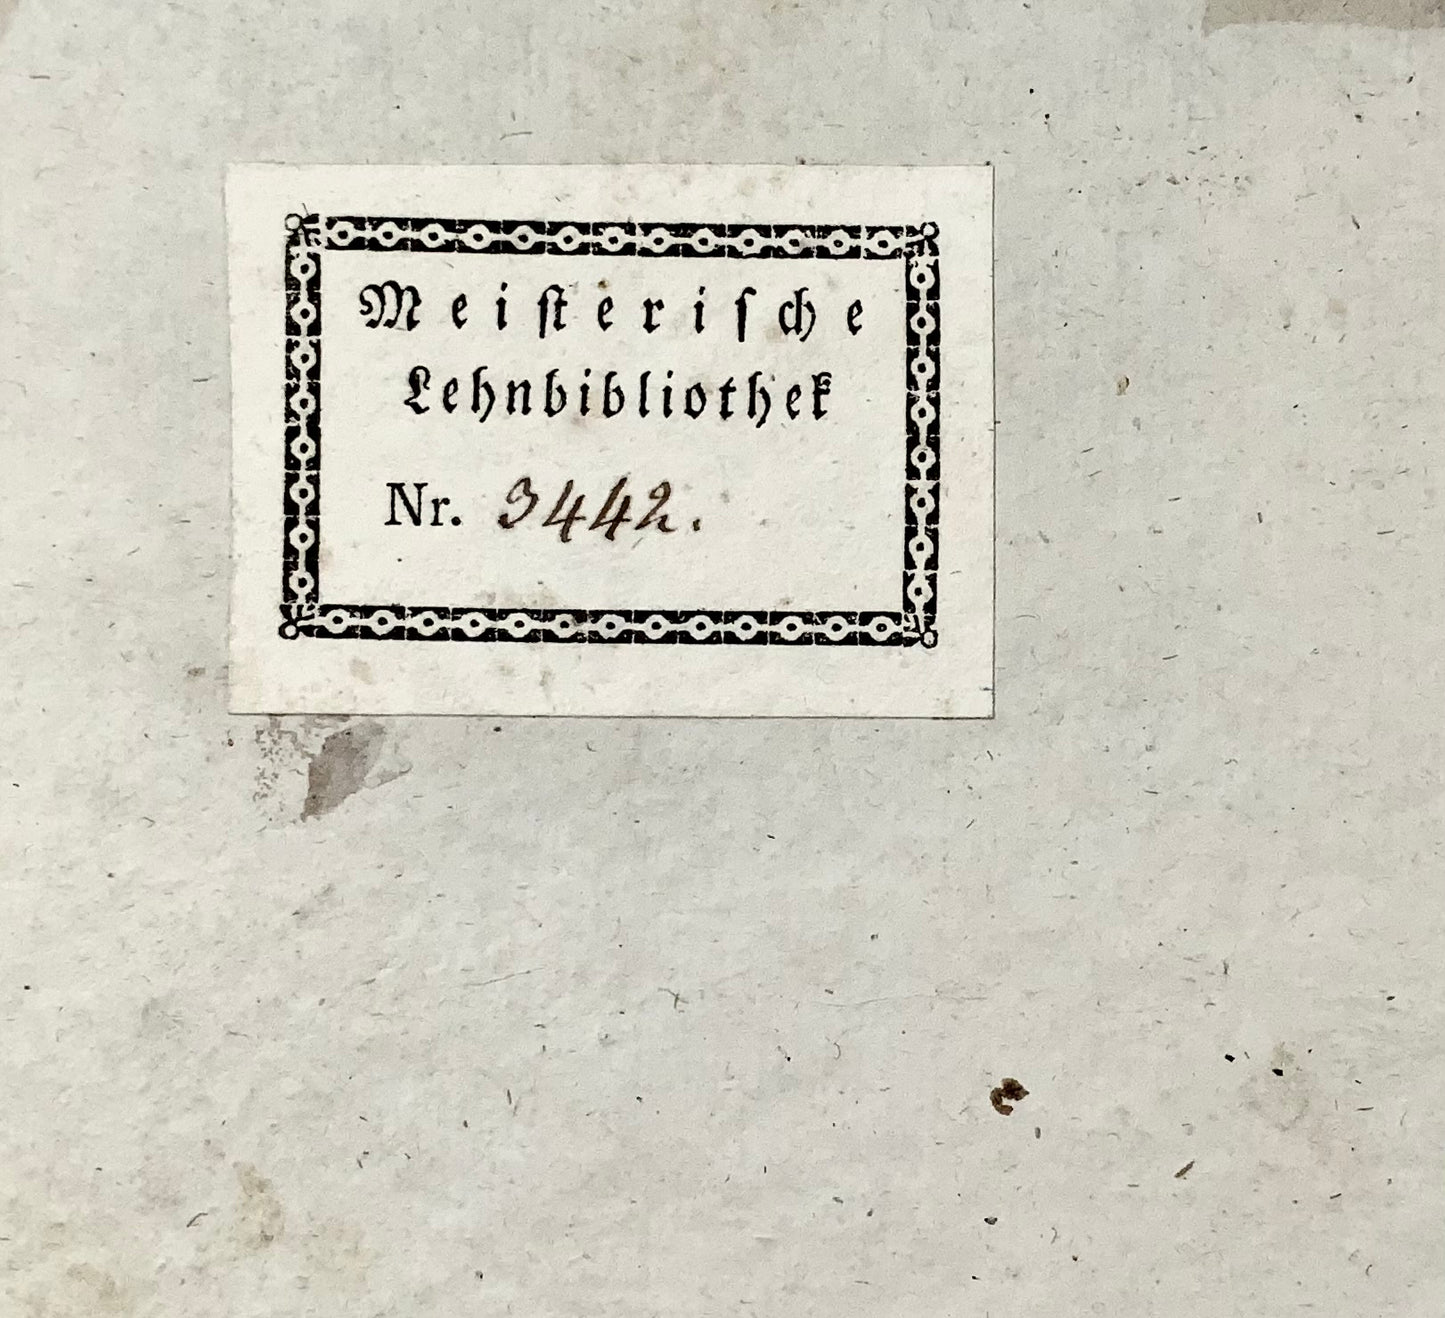 Meiſteriſche
Lehnbibliothek
Nr. 3442.